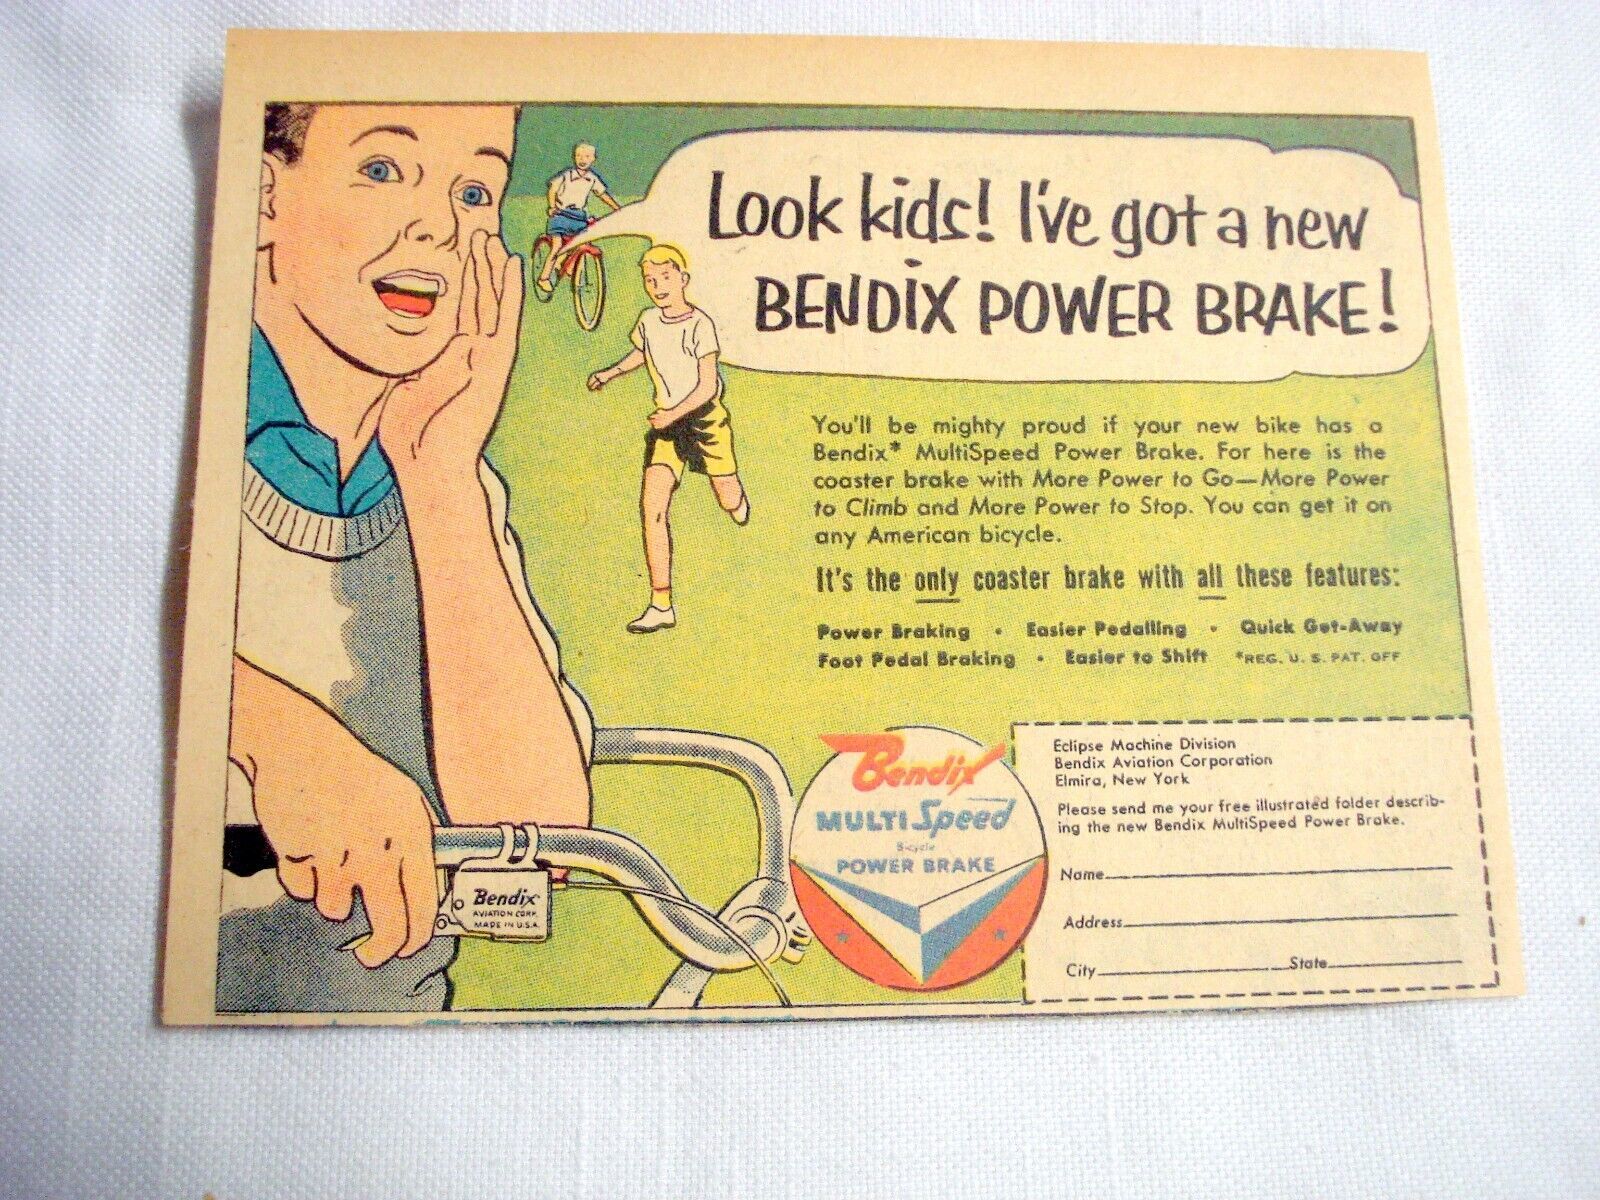 Look kids! I've got a new
BENDIX POWER BRAKE!
You'll be mighty proud if your new bike has a
Bendix* MultiSpeed Power Brake. For here is the
coaster brake with More Power to Go—More Power
to Climb and More Power to Stop. You can get it on
any American bicycle.
It's the only coaster brake with all these features:
Power Braking • Easier Pedalling • Quick Get-Away
Foot Pedal Braking • Easier to Shift *REG. U. S. PAT. OFF
Bendix
AVIATION CORP.
MADE IN U.S.A.
Bendix
MULTI Speed
Bicycle
POWER BRAKE
Eclipse Machine Division
Bendix Aviation Corporation
Elmira, New York
Please send me your free illustrated folder describ-
ing the new Bendix MultiSpeed Power Brake.
Name
Address
City State